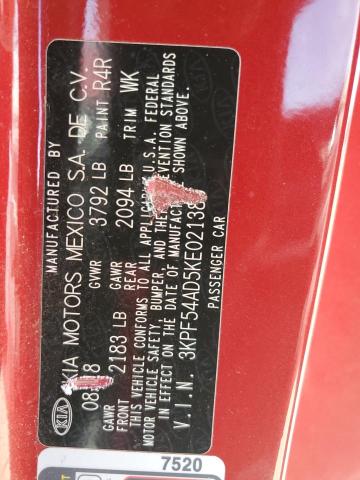 MANUFACTURED BY
KIA MOTORS MEXICO S.A. DE C.V.
GVWR 3792 LB PAINT R4R
GAWR FRONT 2183 LB GAWR REAR 2094 LB TRIM WK
THIS VEHICLE CONFORMS TO ALL APPLICABLE U.S.A. FEDERAL
MOTOR VEHICLE SAFETY, BUMPER, AND THEFT PREVENTION STANDARDS
IN EFFECT ON THE DATE OF MANUFACTURE SHOWN ABOVE.
V.I.N. 3KPF54AD5KE02138
PASSENGER CAR
KIA
7520